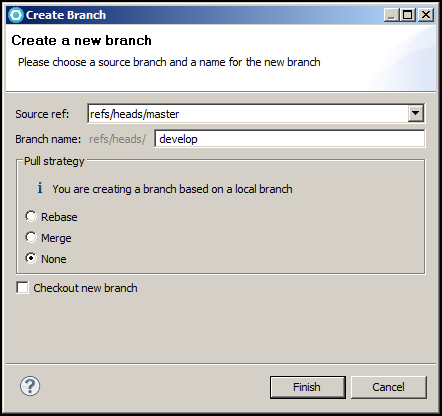 Create Branch
Create a new branch
Please choose a source branch and a name for the new branch
Source ref: refs/heads/master
Branch name: refs/heads/ develop
Pull strategy
i You are creating a branch based on a local branch
Rebase
Merge
None
Checkout new branch
? Finish Cancel